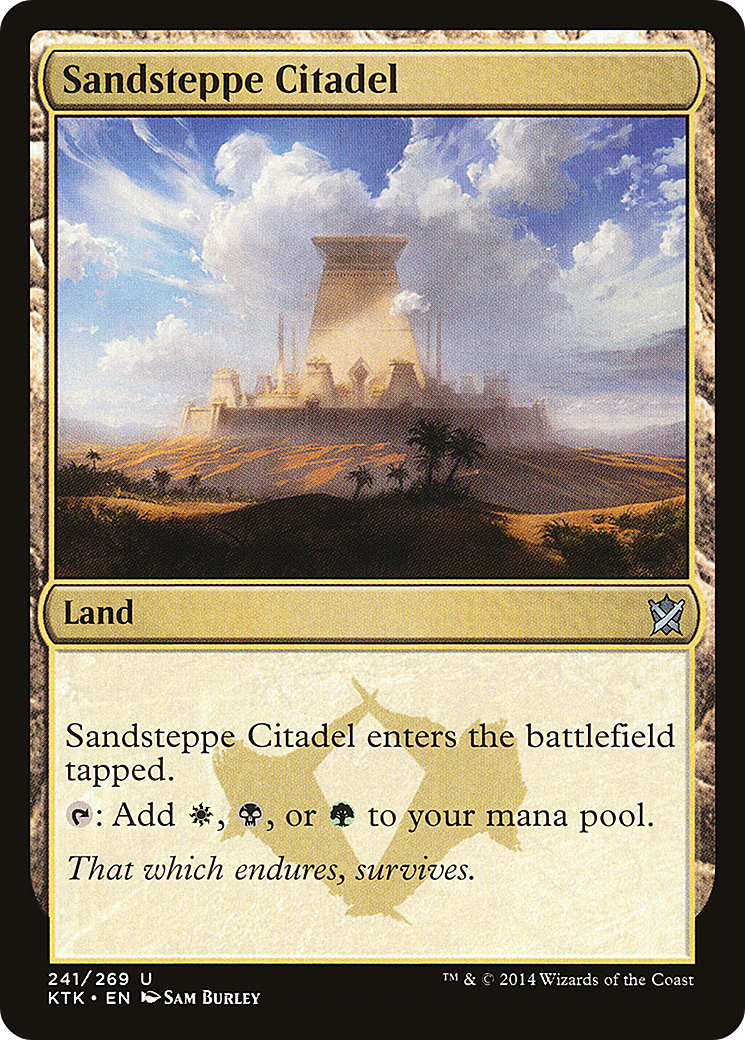 Sandsteppe Citadel
Land
Sandsteppe Citadel enters the battlefield
tapped.
: Add , , or to your mana pool.
That which endures, survives.
241/269 U
KTK • EN SAM BURLEY
™ & © 2014 Wizards of the Coast